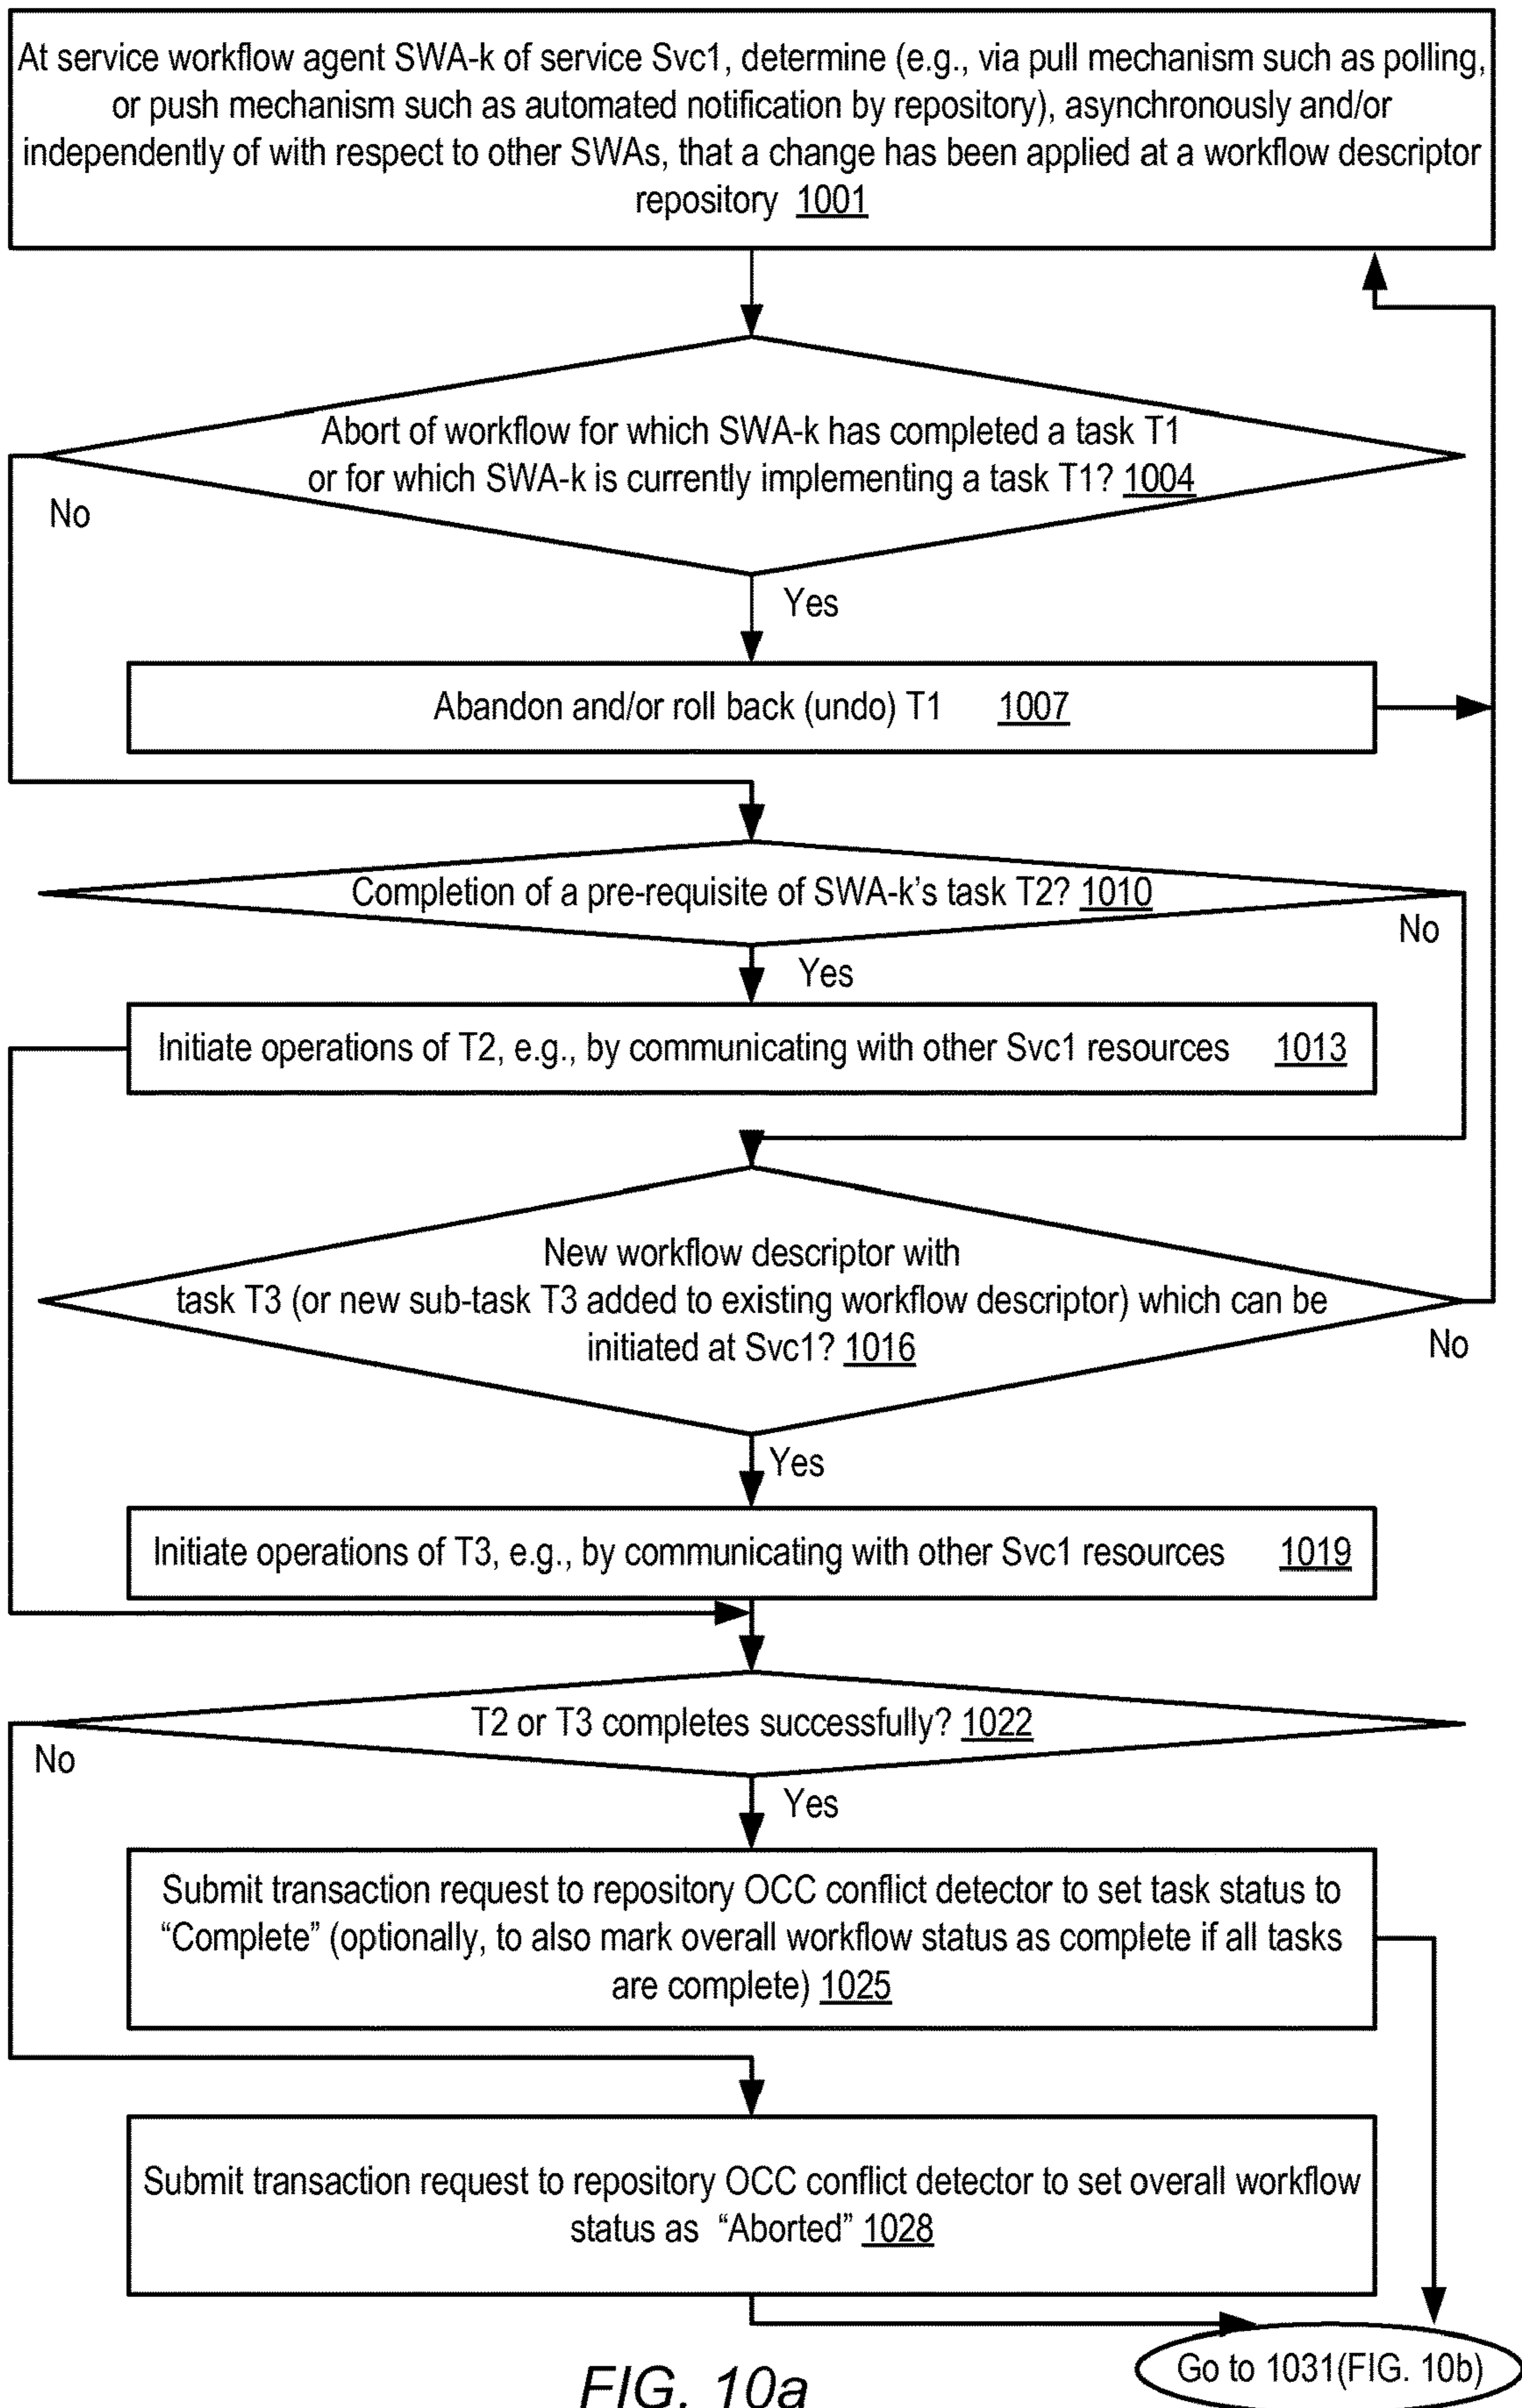 At service workflow agent SWA-k of service Svc1, determine (e.g., via pull mechanism such as polling,
or push mechanism such as automated notification by repository), asynchronously and/or
independently of with respect to other SWAs, that a change has been applied at a workflow descriptor
repository 1001
Abort of workflow for which SWA-k has completed a task T1
or for which SWA-k is currently implementing a task T1? 1004
No
Yes
Abandon and/or roll back (undo) T1 1007
Completion of a pre-requisite of SWA-k's task T2? 1010
No
Yes
Initiate operations of T2, e.g., by communicating with other Svc1 resources 1013
New workflow descriptor with
task T3 (or new sub-task T3 added to existing workflow descriptor) which can be
initiated at Svc1? 1016
No
Yes
Initiate operations of T3, e.g., by communicating with other Svc1 resources 1019
T2 or T3 completes successfully? 1022
No
Yes
Submit transaction request to repository OCC conflict detector to set task status to
“Complete” (optionally, to also mark overall workflow status as complete if all tasks
are complete) 1025
Submit transaction request to repository OCC conflict detector to set overall workflow
status as “Aborted” 1028
Go to 1031(FIG. 10b)
FIG. 10a